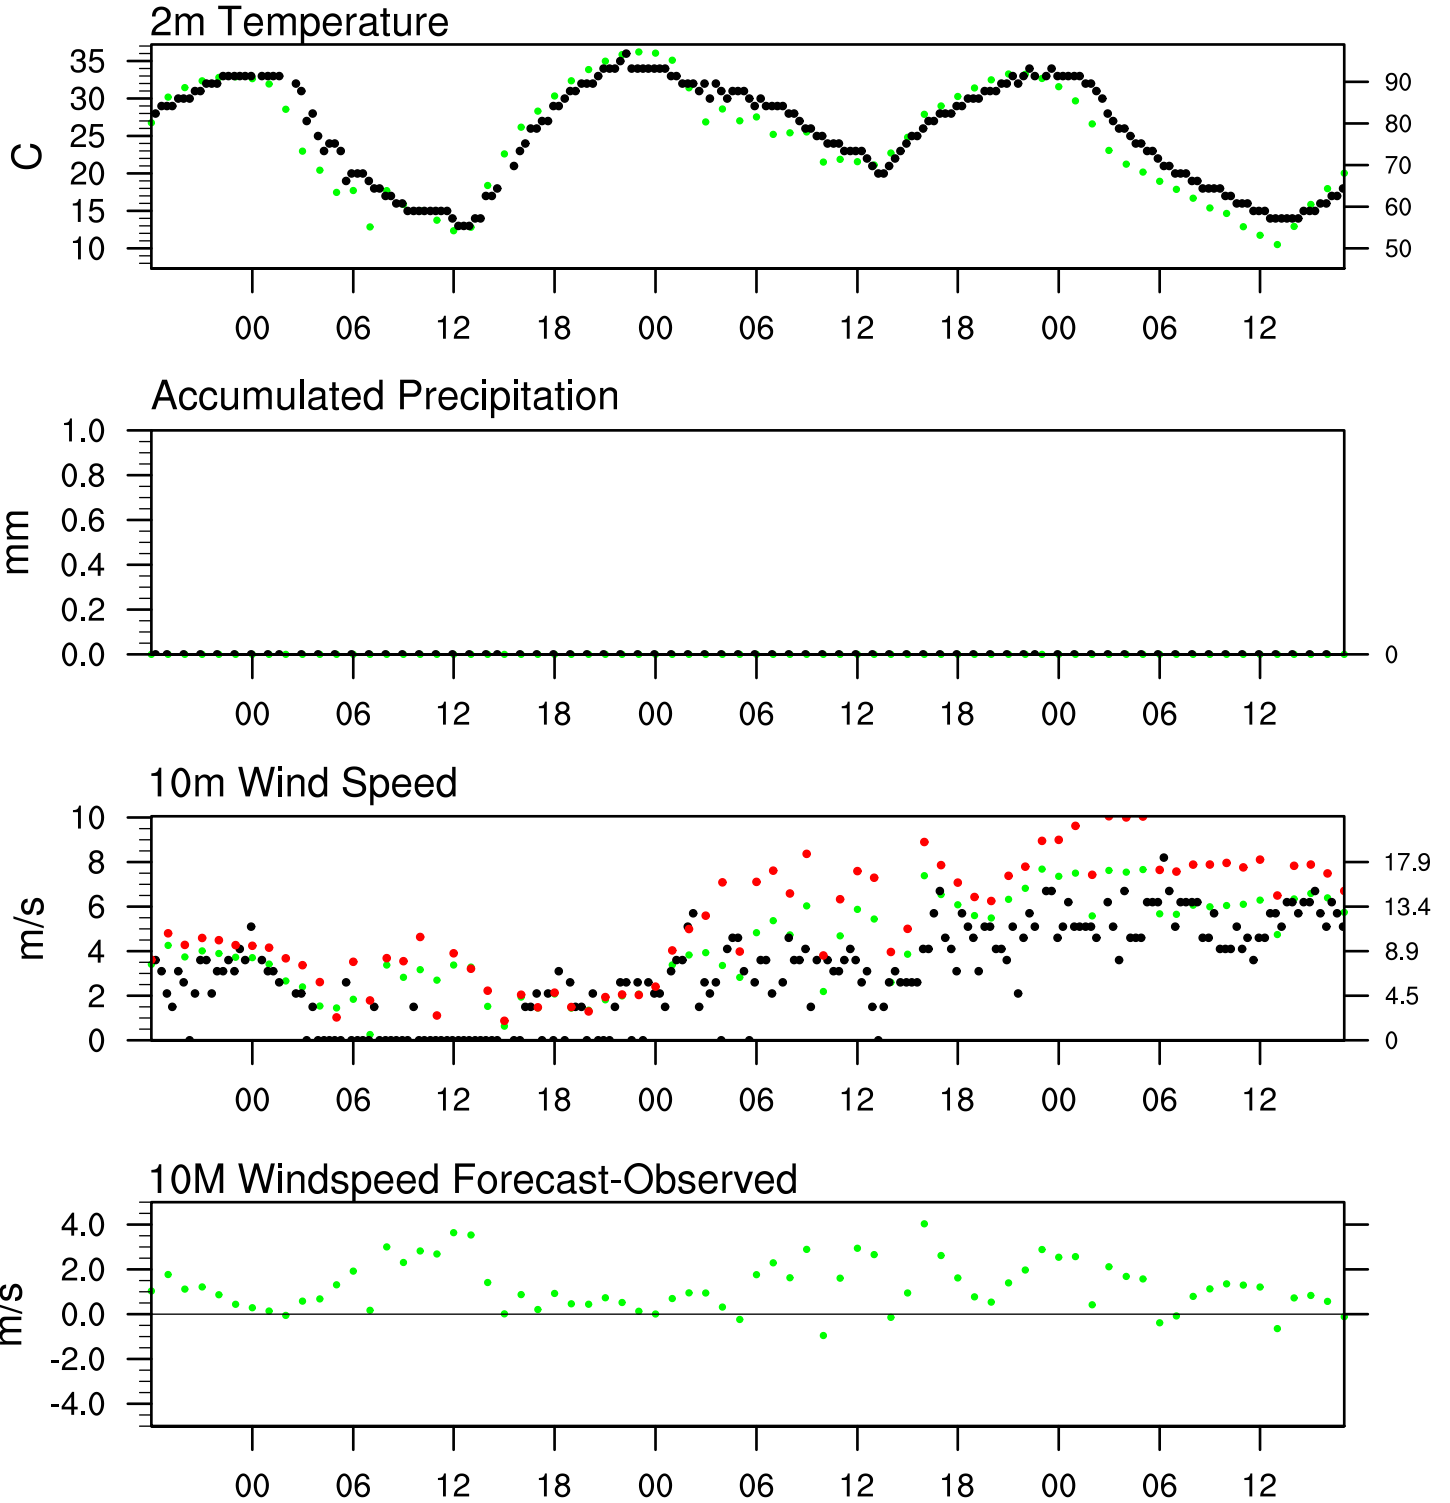 2m Temperature
35
30
25
20
15
10
C
90
80
70
60
50
00 06 12 18 00 06 12 18 00 06 12
Accumulated Precipitation
1.0
0.8
0.6
0.4
0.2
0.0
mm
0
00 06 12 18 00 06 12 18 00 06 12
10m Wind Speed
10
8
6
4
2
0
m/s
17.9
13.4
8.9
4.5
0
00 06 12 18 00 06 12 18 00 06 12
10M Windspeed Forecast-Observed
4.0
2.0
0.0
-2.0
-4.0
m/s
00 06 12 18 00 06 12 18 00 06 12